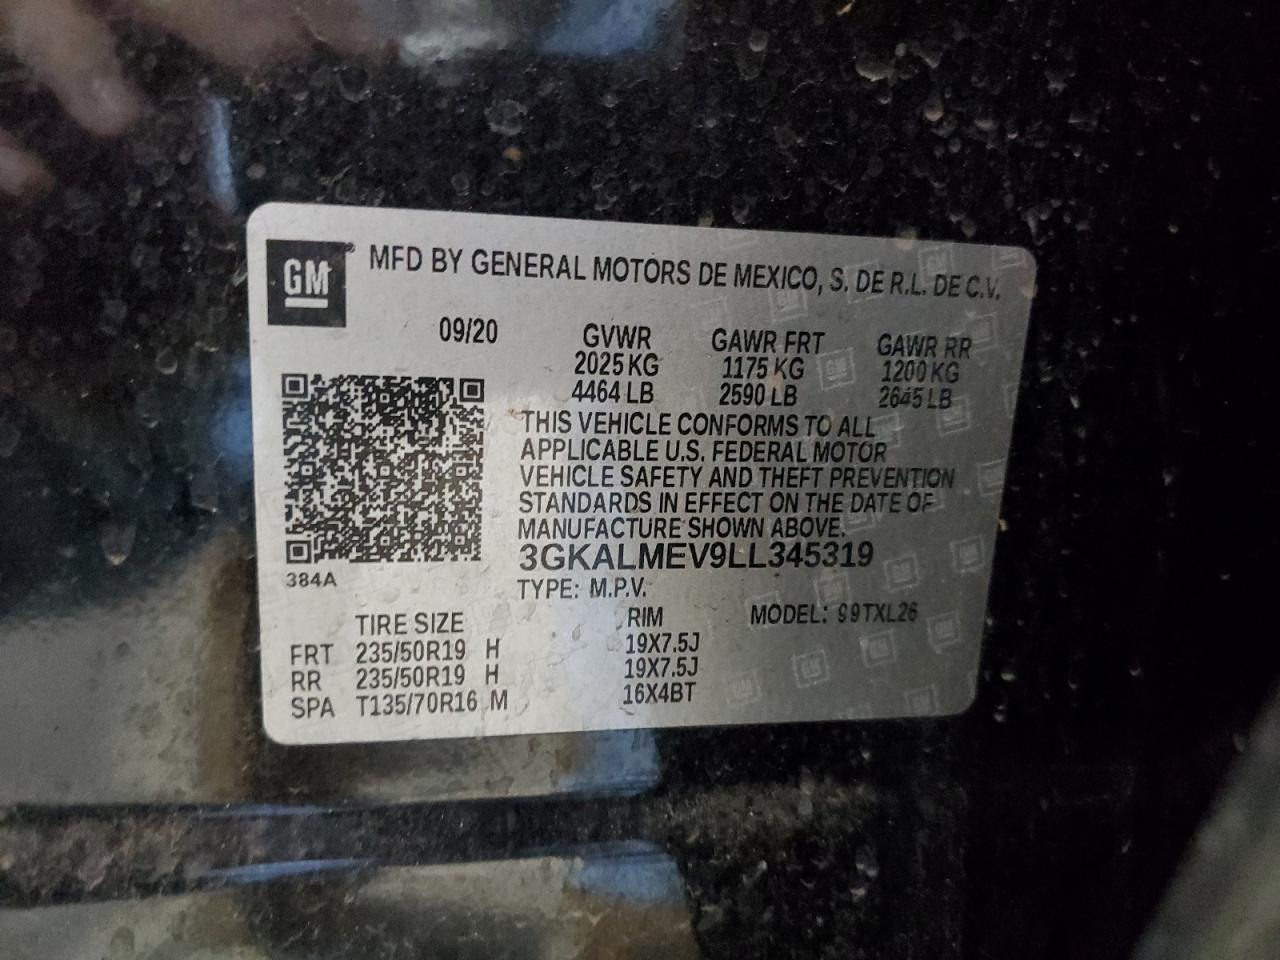 GM
MFD BY GENERAL MOTORS DE MEXICO, S. DE R.L. DE C.V.
09/20 GVWR GAWR FRT GAWR RR
2025 KG 1175 KG 1200 KG
4464 LB 2590 LB 2645 LB
THIS VEHICLE CONFORMS TO ALL
APPLICABLE U.S. FEDERAL MOTOR
VEHICLE SAFETY AND THEFT PREVENTION
STANDARDS IN EFFECT ON THE DATE OF
MANUFACTURE SHOWN ABOVE.
3GKALMEV9LL345319
384A
TYPE: M.P.V.
TIRE SIZE RIM MODEL: S9TXL26
FRT 235/50R19 H 19X7.5J
RR 235/50R19 H 19X7.5J
SPA T135/70R16 M 16X4BT